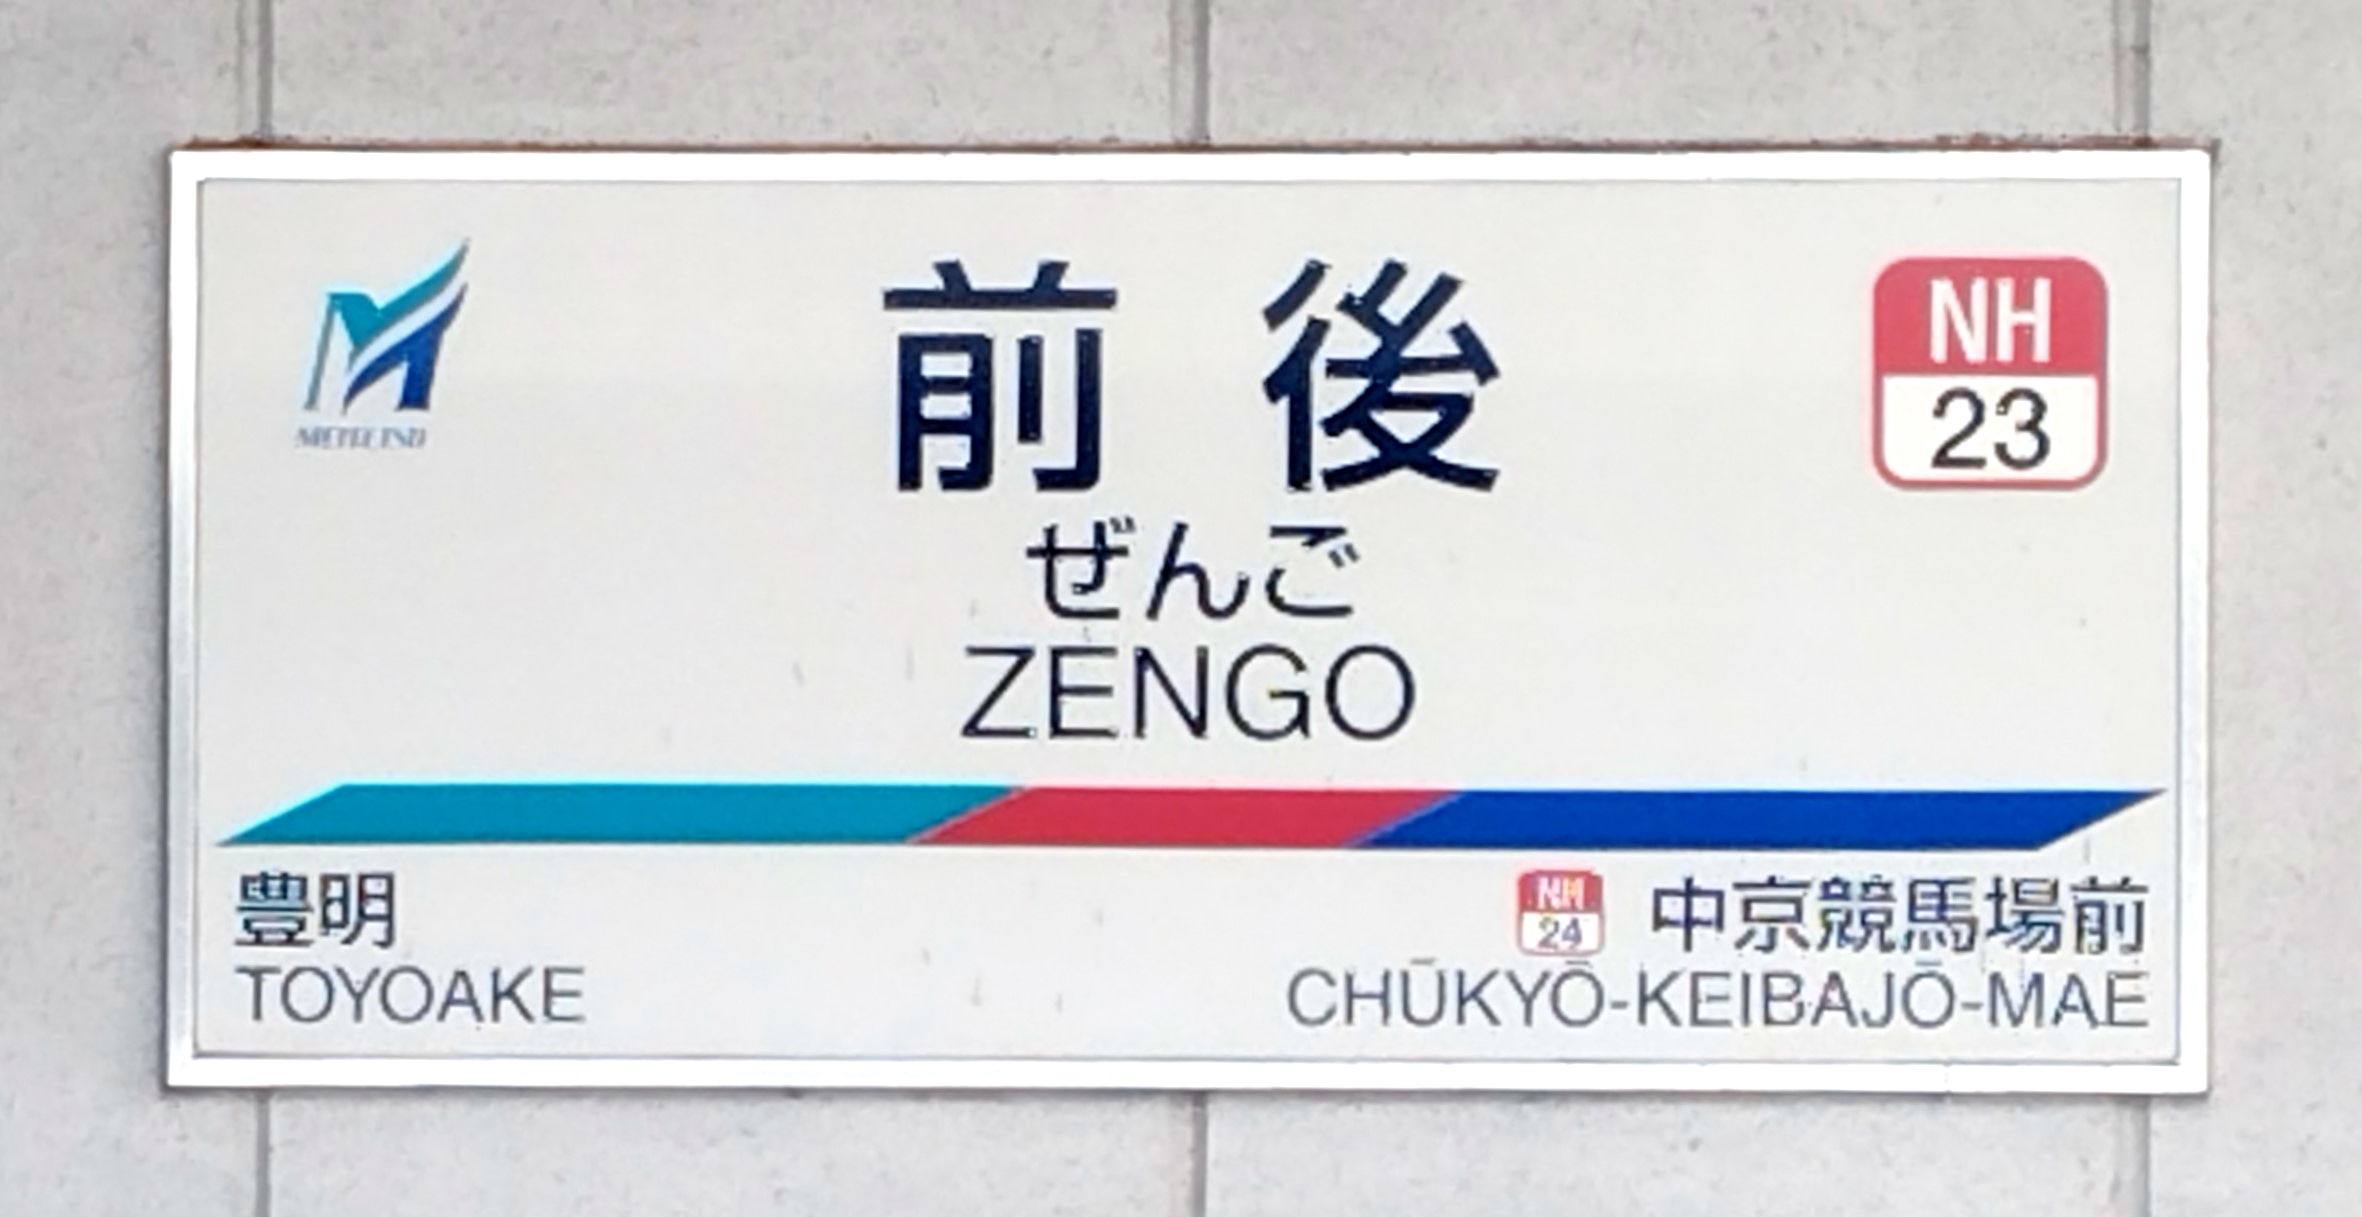 MEITETSU
前後
NH
23
ぜんご
ZENGO
豊明
TOYOAKE
NH
24
中京競馬場前
CHŪKYŌ-KEIBAJŌ-MAE